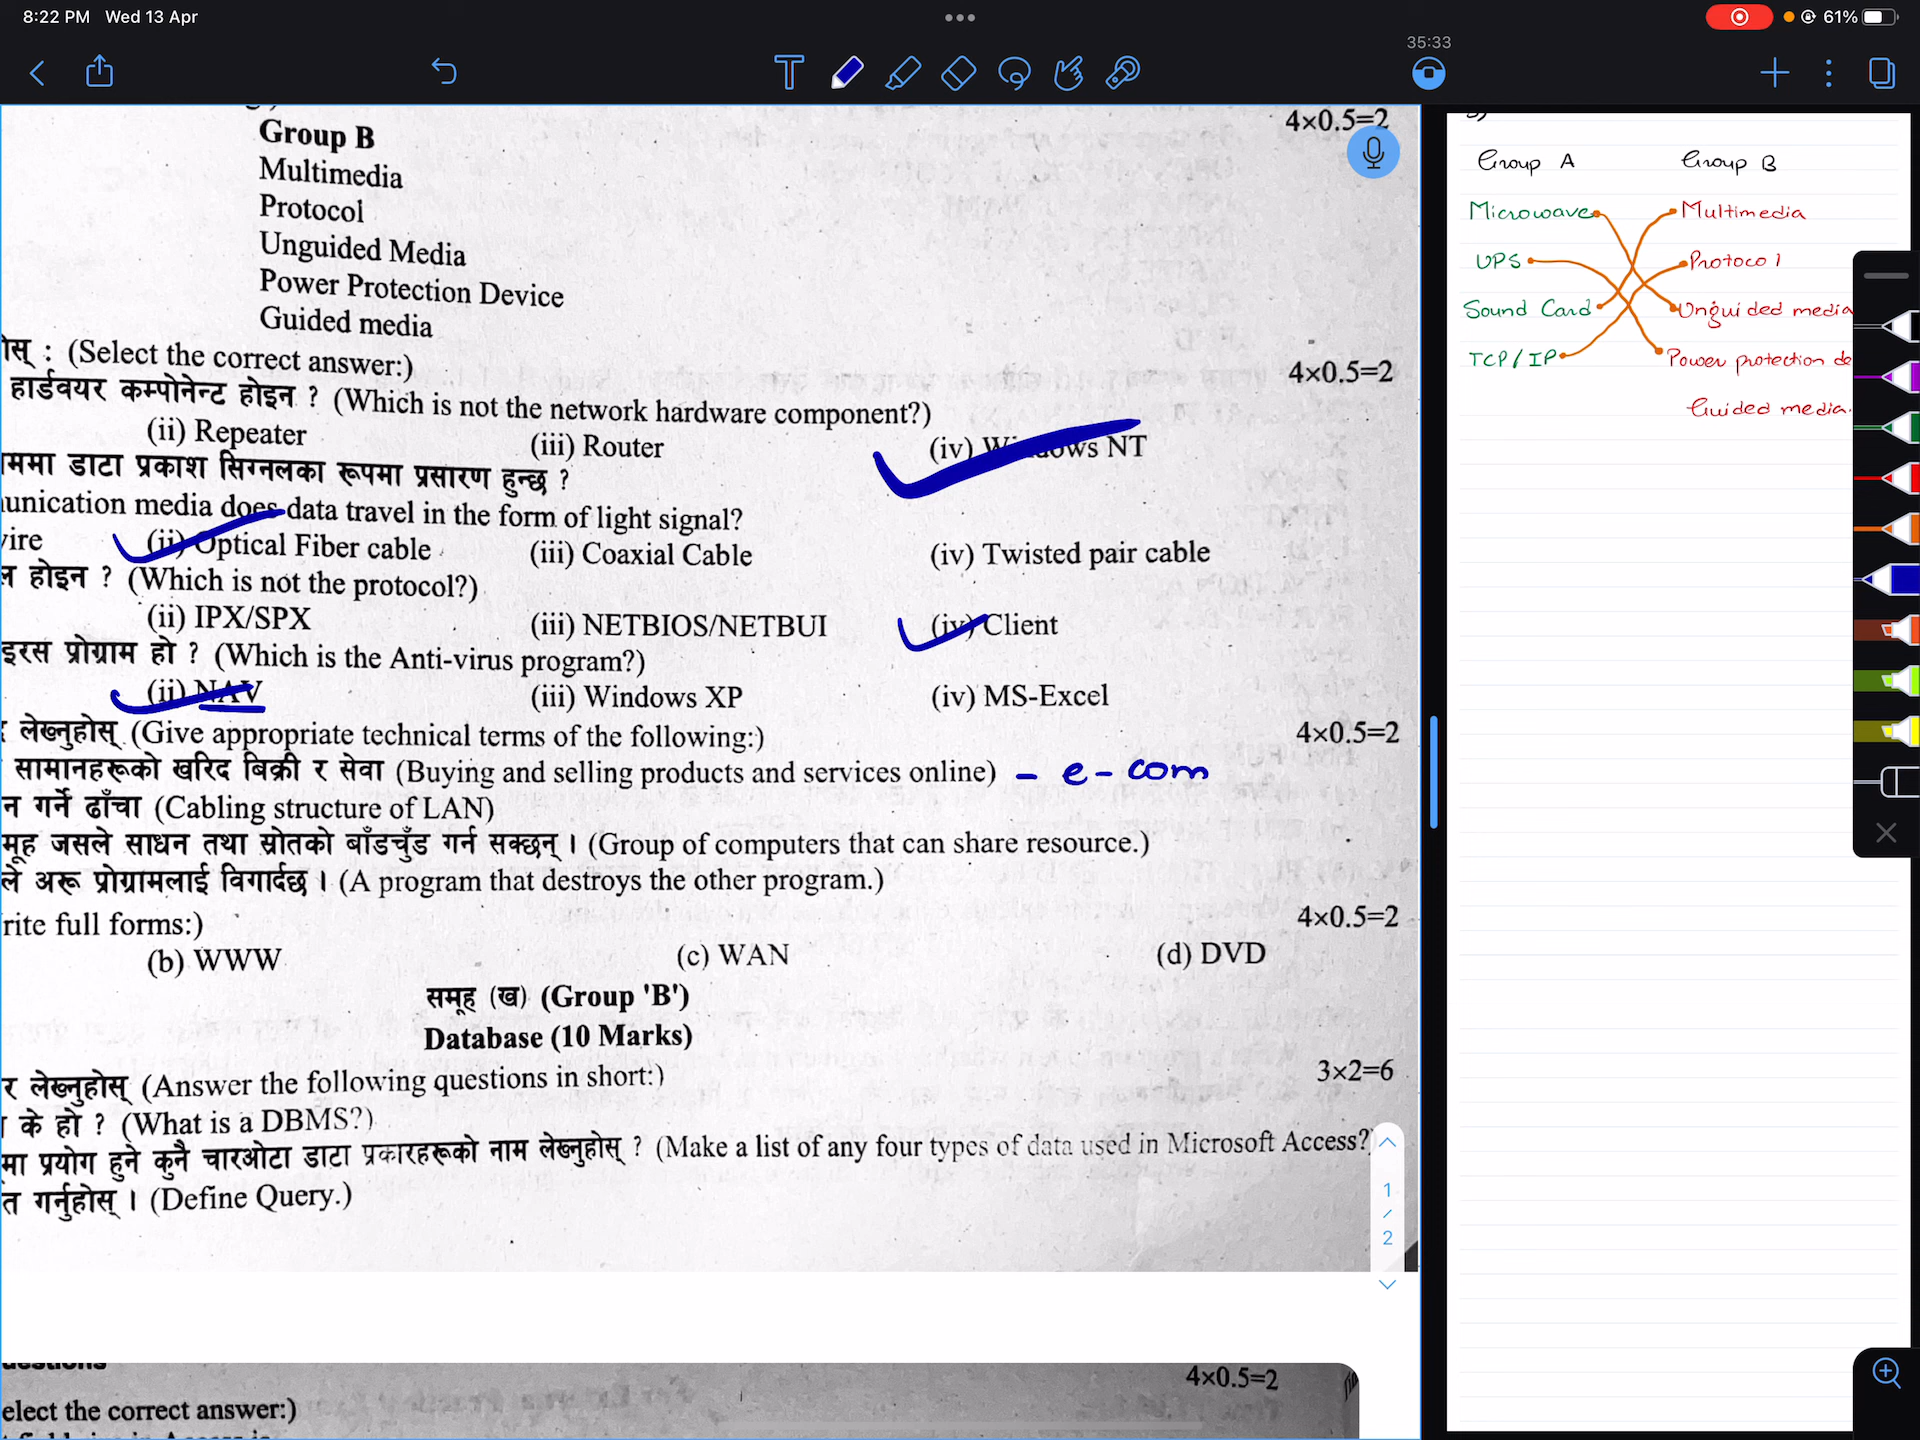 8:22 PM Wed 13 Apr
61%
35:33
4×0.5=2
Group B
Multimedia
Protocol
Unguided Media
Power Protection Device
Guided media
: (Select the correct answer:) 4×0.5=2
हार्डवयर कम्पोनेन्ट होइन ? (Which is not the network hardware component?)
(ii) Repeater (iii) Router (iv) Windows NT
डाटा प्रकाश सिग्नलका रूपमा प्रसारण हुन्छ ?
media does data travel in the form of light signal?
(ii) Optical Fiber cable (iii) Coaxial Cable (iv) Twisted pair cable
होइन ? (Which is not the protocol?)
(ii) IPX/SPX (iii) NETBIOS/NETBUI (iv) Client
प्रोग्राम हो ? (Which is the Anti-virus program?)
(ii) NAV (iii) Windows XP (iv) MS-Excel
लेख्नुहोस् (Give appropriate technical terms of the following:) 4×0.5=2
सामानहरूको खरिद बिक्री र सेवा (Buying and selling products and services online) - e-com
गर्ने ढाँचा (Cabling structure of LAN)
जसले साधन तथा स्रोतको बाँडचुँड गर्न सक्छन् । (Group of computers that can share resource.)
अरू प्रोग्रामलाई विगार्दछ । (A program that destroys the other program.)
full forms:) 4×0.5=2
(b) WWW (c) WAN (d) DVD
समूह (ख) (Group 'B')
Database (10 Marks)
लेख्नुहोस् (Answer the following questions in short:) 3×2=6
के हो ? (What is a DBMS?)
प्रयोग हुने कुनै चारओटा डाटा प्रकारहरूको नाम लेख्नुहोस् ? (Make a list of any four types of data used in Microsoft Access?)
गर्नुहोस् । (Define Query.)
1
/
2
4×0.5=2
the correct answer:)
Group A Group B
Microwave Multimedia
UPS Protocol
Sound Card Unguided media
TCP/IP Power protection de
Guided media.